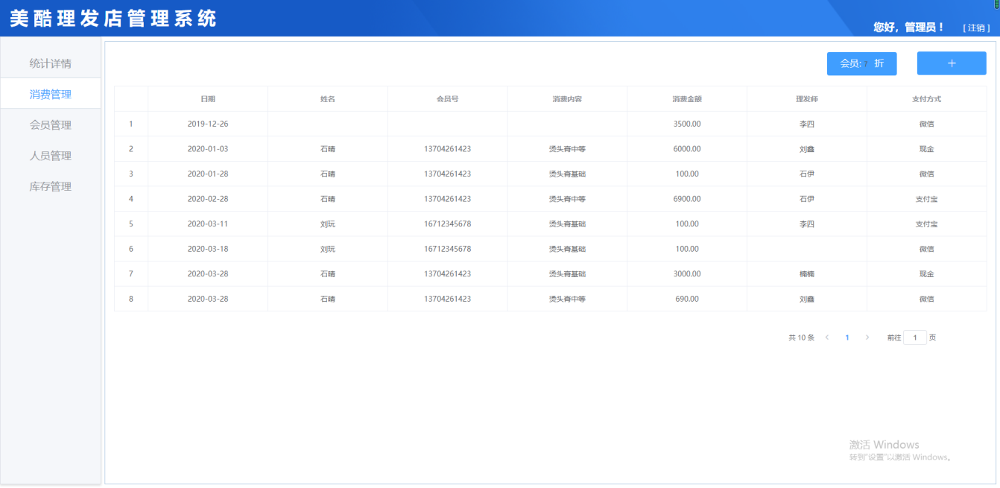 美酷理发店管理系统
您好，管理员！ [ 注销 ]
统计详情
消费管理
会员管理
人员管理
库存管理
会员: 7 折 +
日期 姓名 会员号 消费内容 消费金额 理发师 支付方式
1 2019-12-26 3500.00 李四 微信
2 2020-01-03 石晴 13704261423 烫头膏中等 6000.00 刘鑫 现金
3 2020-01-28 石晴 13704261423 烫头膏基础 100.00 石伊 微信
4 2020-02-28 石晴 13704261423 烫头膏中等 6900.00 石伊 支付宝
5 2020-03-11 刘玩 16712345678 烫头膏基础 100.00 李四 支付宝
6 2020-03-18 刘玩 16712345678 烫头膏基础 100.00 微信
7 2020-03-28 石晴 13704261423 烫头膏基础 3000.00 楠楠 现金
8 2020-03-28 石晴 13704261423 烫头膏中等 690.00 刘鑫 微信
共 10 条 < 1 > 前往 1 页
激活 Windows
转到"设置"以激活 Windows。